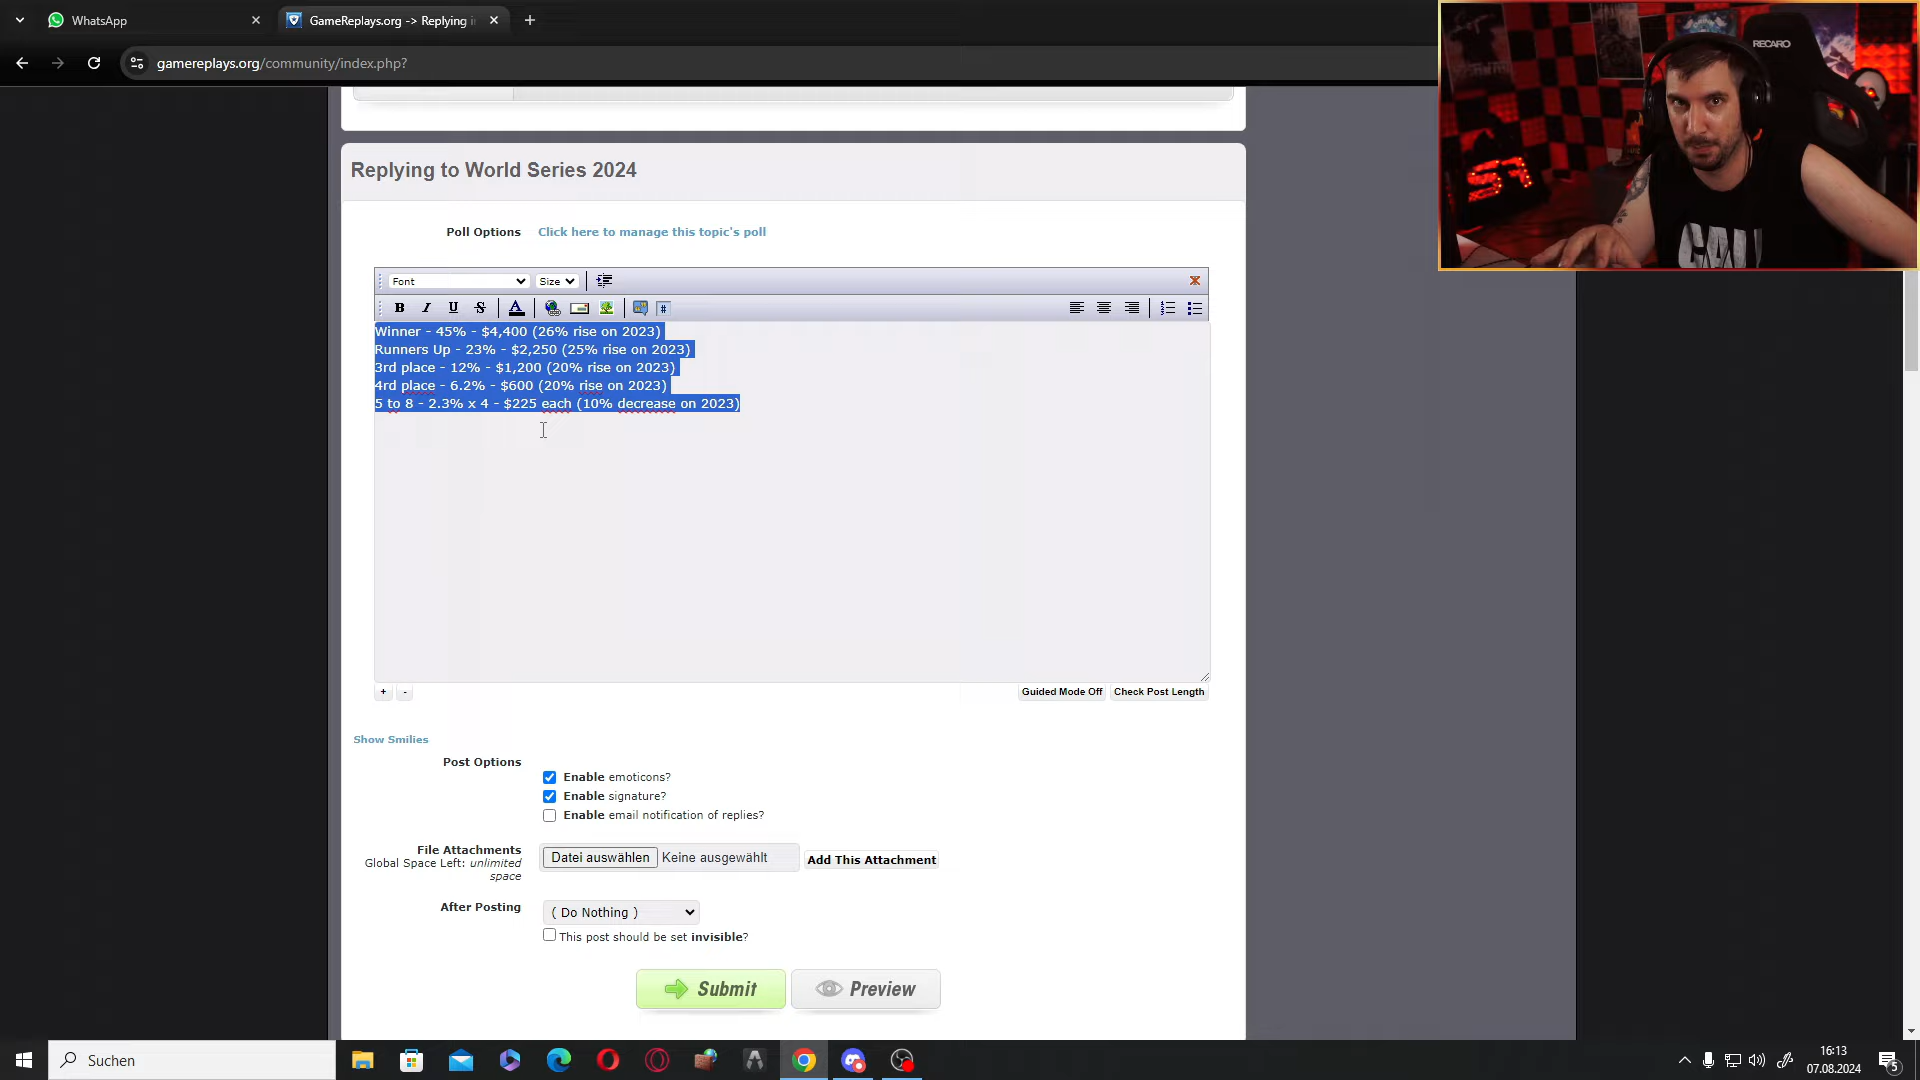 WhatsApp
GameReplays.org -> Replying i
gamereplays.org/community/index.php?
RECARO
Replying to World Series 2024
Poll Options Click here to manage this topic's poll
Font Size
B I U S A #
Winner - 45% - $4,400 (26% rise on 2023)
Runners Up - 23% - $2,250 (25% rise on 2023)
3rd place - 12% - $1,200 (20% rise on 2023)
4rd place - 6.2% - $600 (20% rise on 2023)
5 to 8 - 2.3% x 4 - $225 each (10% decrease on 2023)
+ - Guided Mode Off Check Post Length
Show Smilies
Post Options
Enable emoticons?
Enable signature?
Enable email notification of replies?
File Attachments
Global Space Left: unlimited
space
Datei auswählen Keine ausgewählt Add This Attachment
After Posting
( Do Nothing )
This post should be set invisible?
Submit Preview
Suchen
16:13
07.08.2024
5